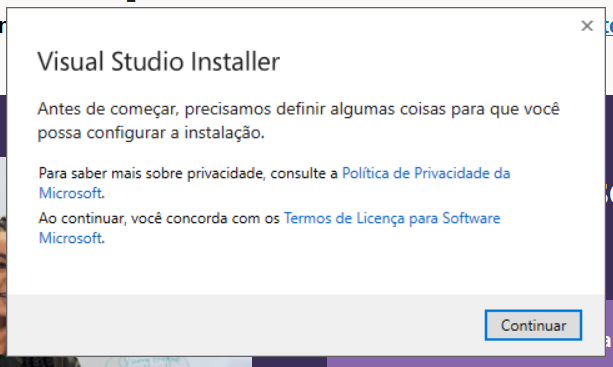 Visual Studio Installer
Antes de começar, precisamos definir algumas coisas para que você
possa configurar a instalação.
Para saber mais sobre privacidade, consulte a Política de Privacidade da
Microsoft.
Ao continuar, você concorda com os Termos de Licença para Software
Microsoft.
Continuar